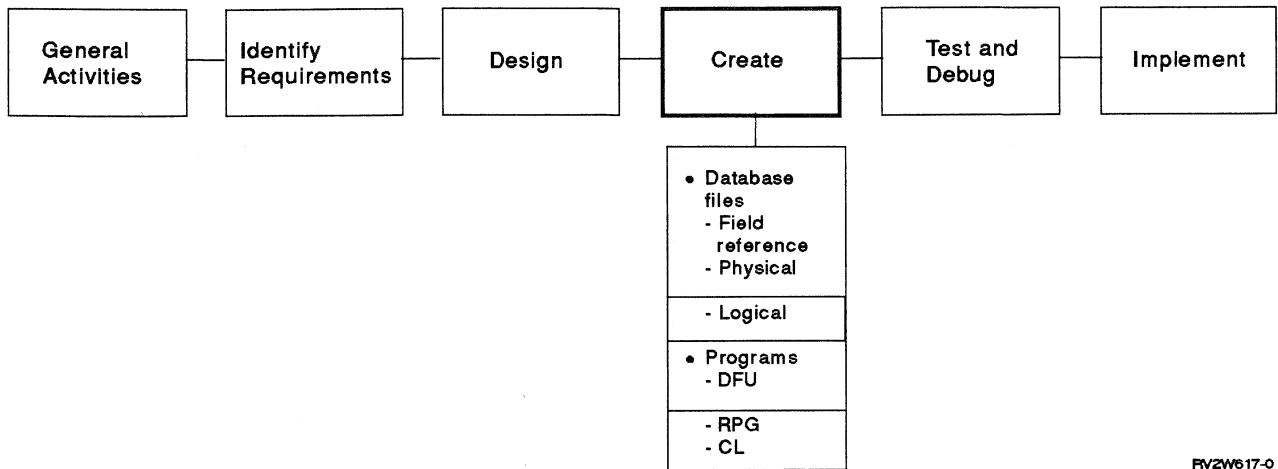 General
Activities
Identify
Requirements
Design
Create
Test and
Debug
Implement
• Database
files
- Field
reference
- Physical
- Logical
• Programs
- DFU
- RPG
- CL
RV2W617-0